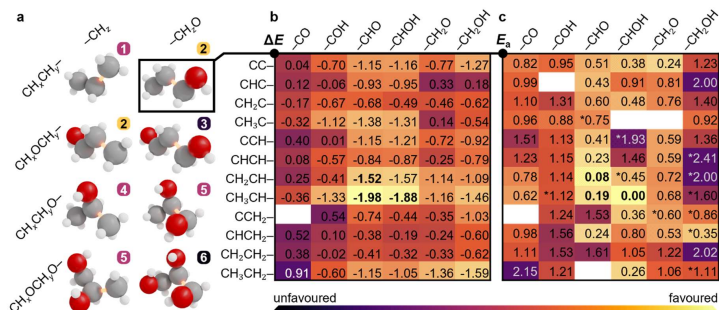 a
–CHz
–CH2O
b
c
ΔE
–CO
–COH
–CHO
–CHOH
–CH2O
–CH2OH
Ea
–CO
–COH
–CHO
–CHOH
–CH2O
–CH2OH
CHxCHy–
1
2
CHxOCHy–
2
3
CHxCHyO–
4
5
CHxOCHyO–
5
6
CC– 0.04 -0.70 -1.15 -1.16 -0.77 -1.27 0.82 0.95 0.51 0.38 0.24 1.23
CHC– 0.12 -0.06 -0.93 -0.95 0.33 0.18 0.99 0.43 0.91 0.81 2.00
CH2C– -0.17 -0.67 -0.68 -0.49 -0.46 -0.62 1.10 1.31 0.60 0.48 0.76 1.40
CH3C– -0.32 -1.12 -1.38 -1.31 0.14 -0.54 0.96 0.88 *0.75 0.92
CCH– 0.40 0.01 -1.15 -1.21 -0.72 -0.92 1.51 1.13 0.41 *1.93 0.59 1.36
CHCH– 0.08 -0.57 -0.84 -0.87 -0.25 -0.79 1.23 1.15 0.23 1.46 0.59 *2.41
CH2CH– 0.25 -0.41 -1.52 -1.57 -1.14 -1.09 0.78 1.14 0.08 *0.45 0.72 *2.00
CH3CH– -0.36 -1.33 -1.98 -1.88 -1.16 -1.46 0.62 *1.12 0.19 0.00 0.68 *1.60
CCH2– 0.54 -0.74 -0.44 -0.35 -1.03 1.24 1.53 0.36 *0.60 *0.86
CHCH2– 0.52 0.10 -0.38 -0.19 -0.24 -0.60 0.98 1.56 0.24 0.80 0.53 *0.35
CH2CH2– 0.38 -0.02 -0.41 -0.32 -0.32 -0.33 1.11 1.53 1.61 1.05 1.22 2.02
CH3CH2– 0.91 -0.60 -1.15 -1.05 -1.36 -1.59 2.15 1.21 0.26 1.06 *1.11
unfavoured
favoured